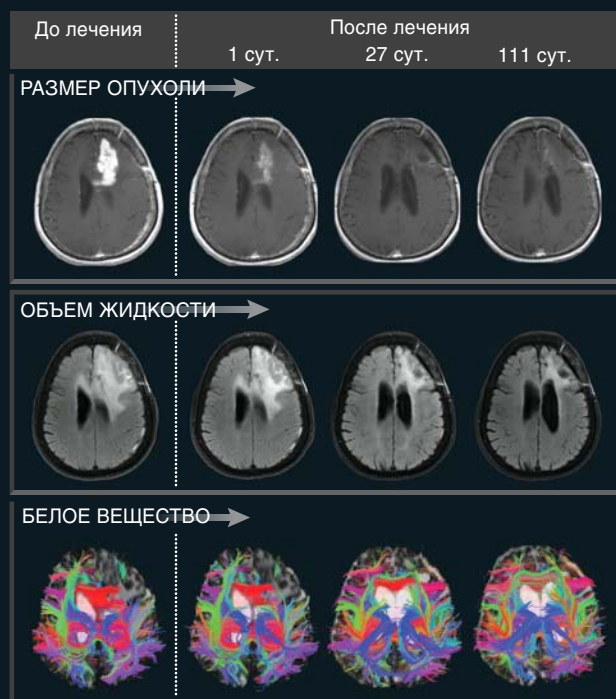 До лечения
После лечения
1 сут. 27 сут. 111 сут.
РАЗМЕР ОПУХОЛИ
ОБЪЕМ ЖИДКОСТИ
БЕЛОЕ ВЕЩЕСТВО